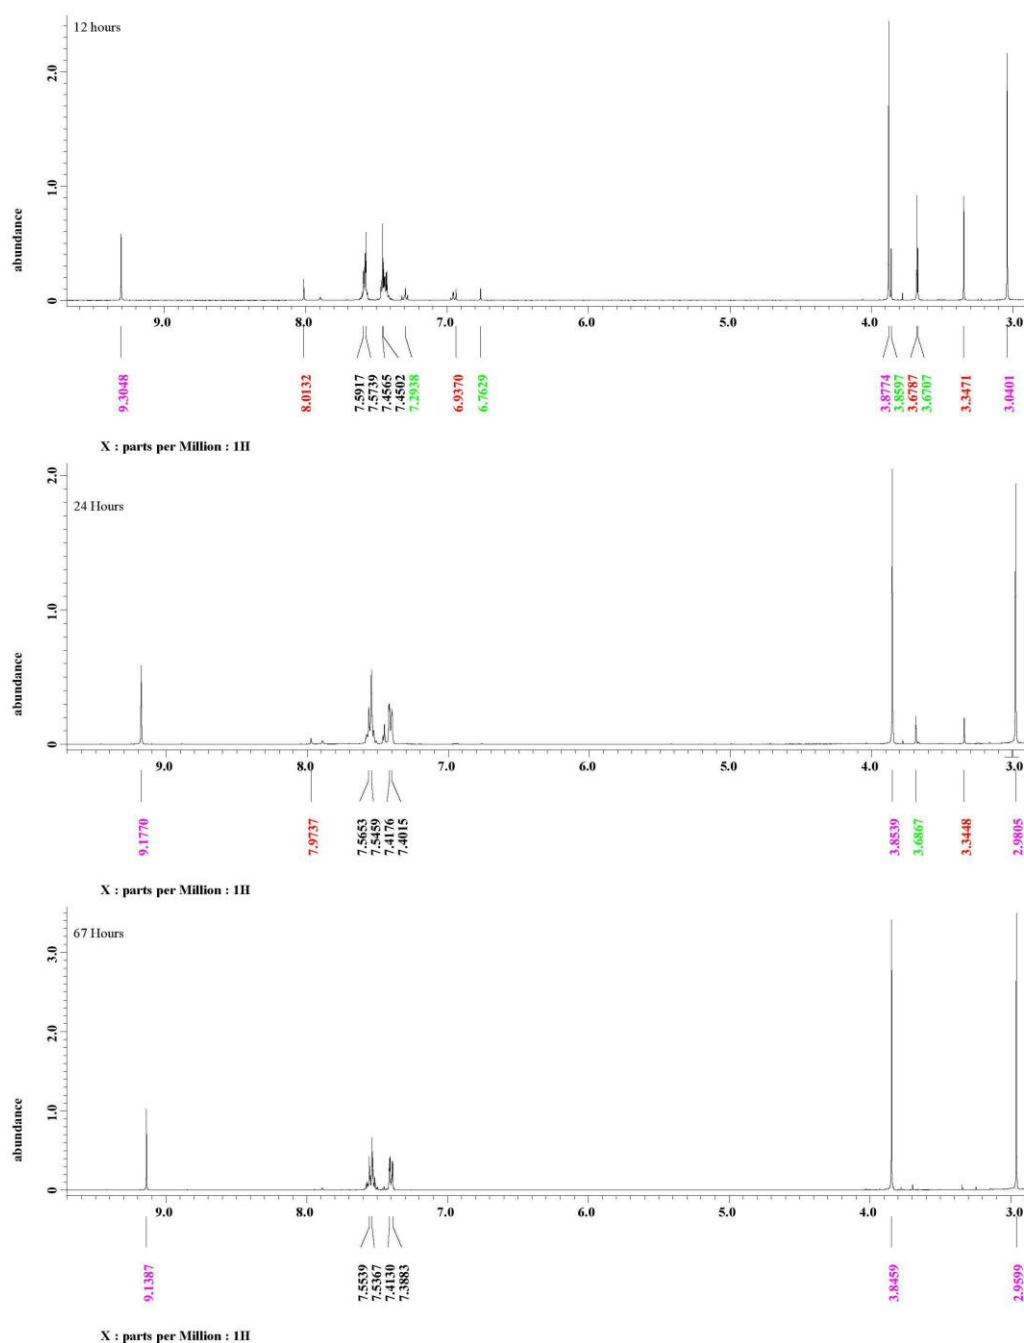 12 hours
2.0
1.0
0
abundance
9.0 8.0 7.0 6.0 5.0 4.0 3.0
9.3048 8.0132 7.5917 7.5739 7.4565 7.4502 7.2938 6.9370 6.7629 3.8774 3.8597 3.6787 3.6707 3.3471 3.0401
X : parts per Million : 1H
24 Hours
2.0
1.0
0
abundance
9.0 8.0 7.0 6.0 5.0 4.0 3.0
9.1770 7.9737 7.5653 7.5459 7.4176 7.4015 3.8539 3.6867 3.3448 2.9805
X : parts per Million : 1H
67 Hours
3.0
2.0
1.0
0
abundance
9.0 8.0 7.0 6.0 5.0 4.0 3.0
9.1387 7.5539 7.5367 7.4130 7.3883 3.8459 2.9599
X : parts per Million : 1H